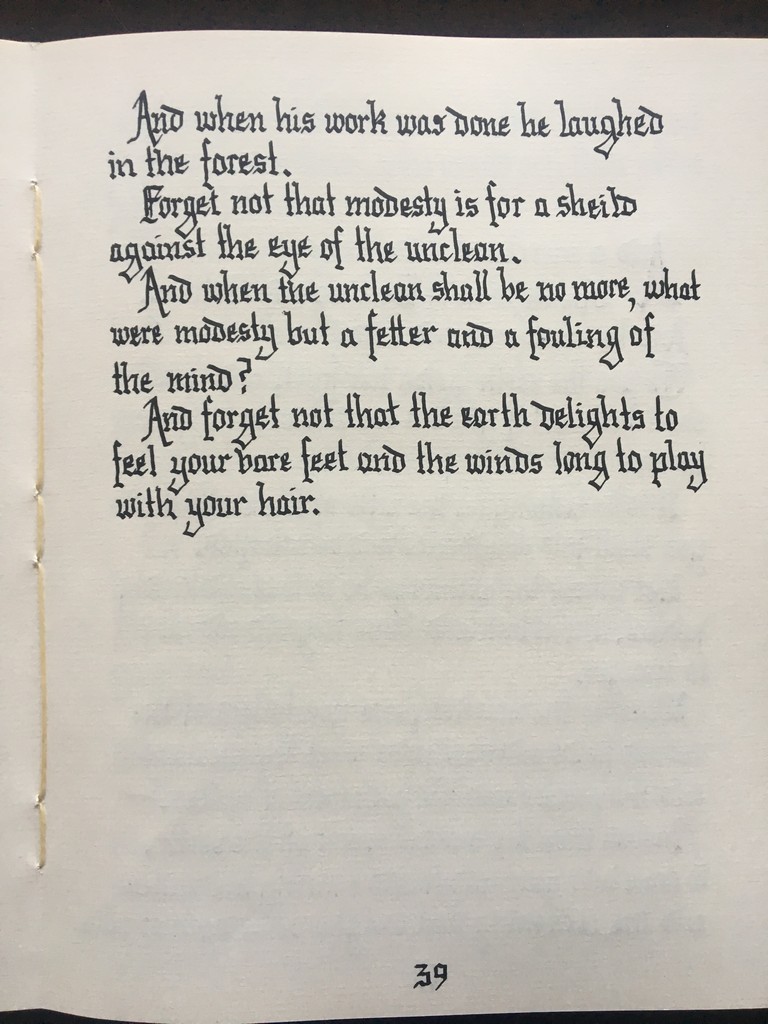 And when his work was done he laughed
in the forest.
Forget not that modesty is for a sheild
against the eye of the unclean.
And when the unclean shall be no more, what
were modesty but a fetter and a fouling of
the mind?
And forget not that the earth delights to
feel your bare feet and the winds long to play
with your hair.
39